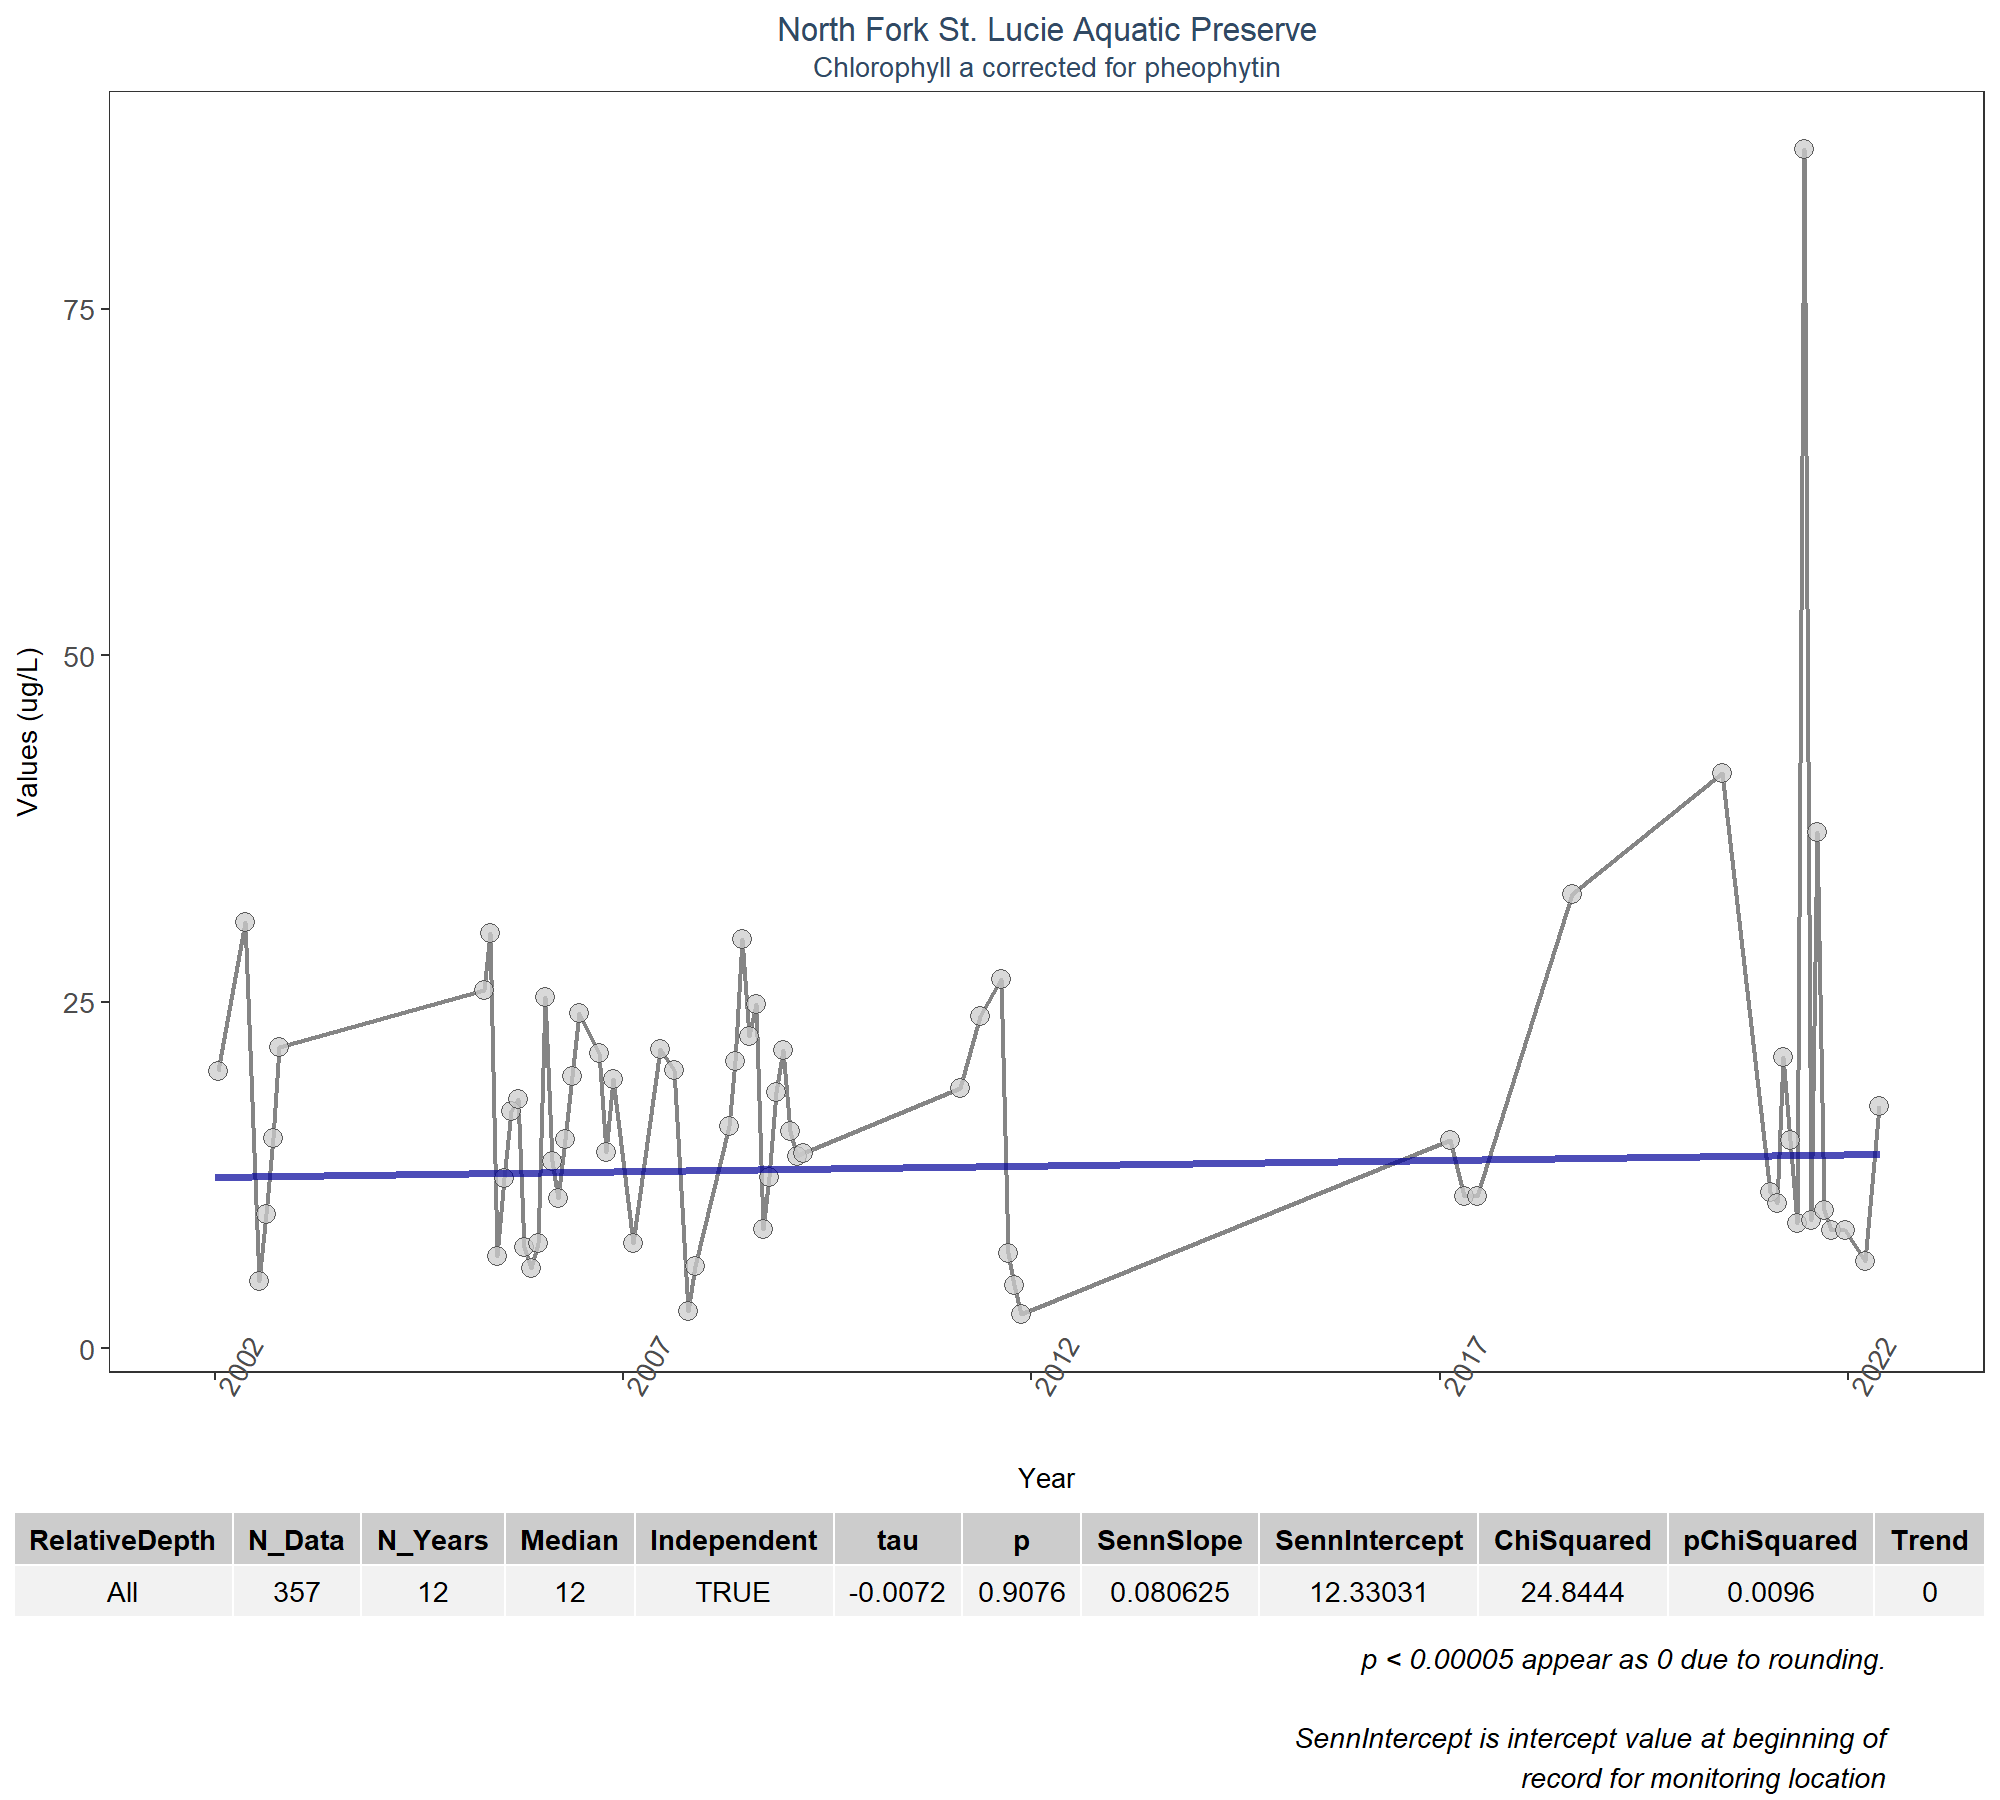 North Fork St. Lucie Aquatic Preserve
Chlorophyll a corrected for pheophytin
Values (ug/L)
75
50
25
0
2002 2007 2012 2017 2022
Year
RelativeDepth N_Data N_Years Median Independent tau p SennSlope SennIntercept ChiSquared pChiSquared Trend
All 357 12 12 TRUE -0.0072 0.9076 0.080625 12.33031 24.8444 0.0096 0
p < 0.00005 appear as 0 due to rounding.
SennIntercept is intercept value at beginning of
record for monitoring location